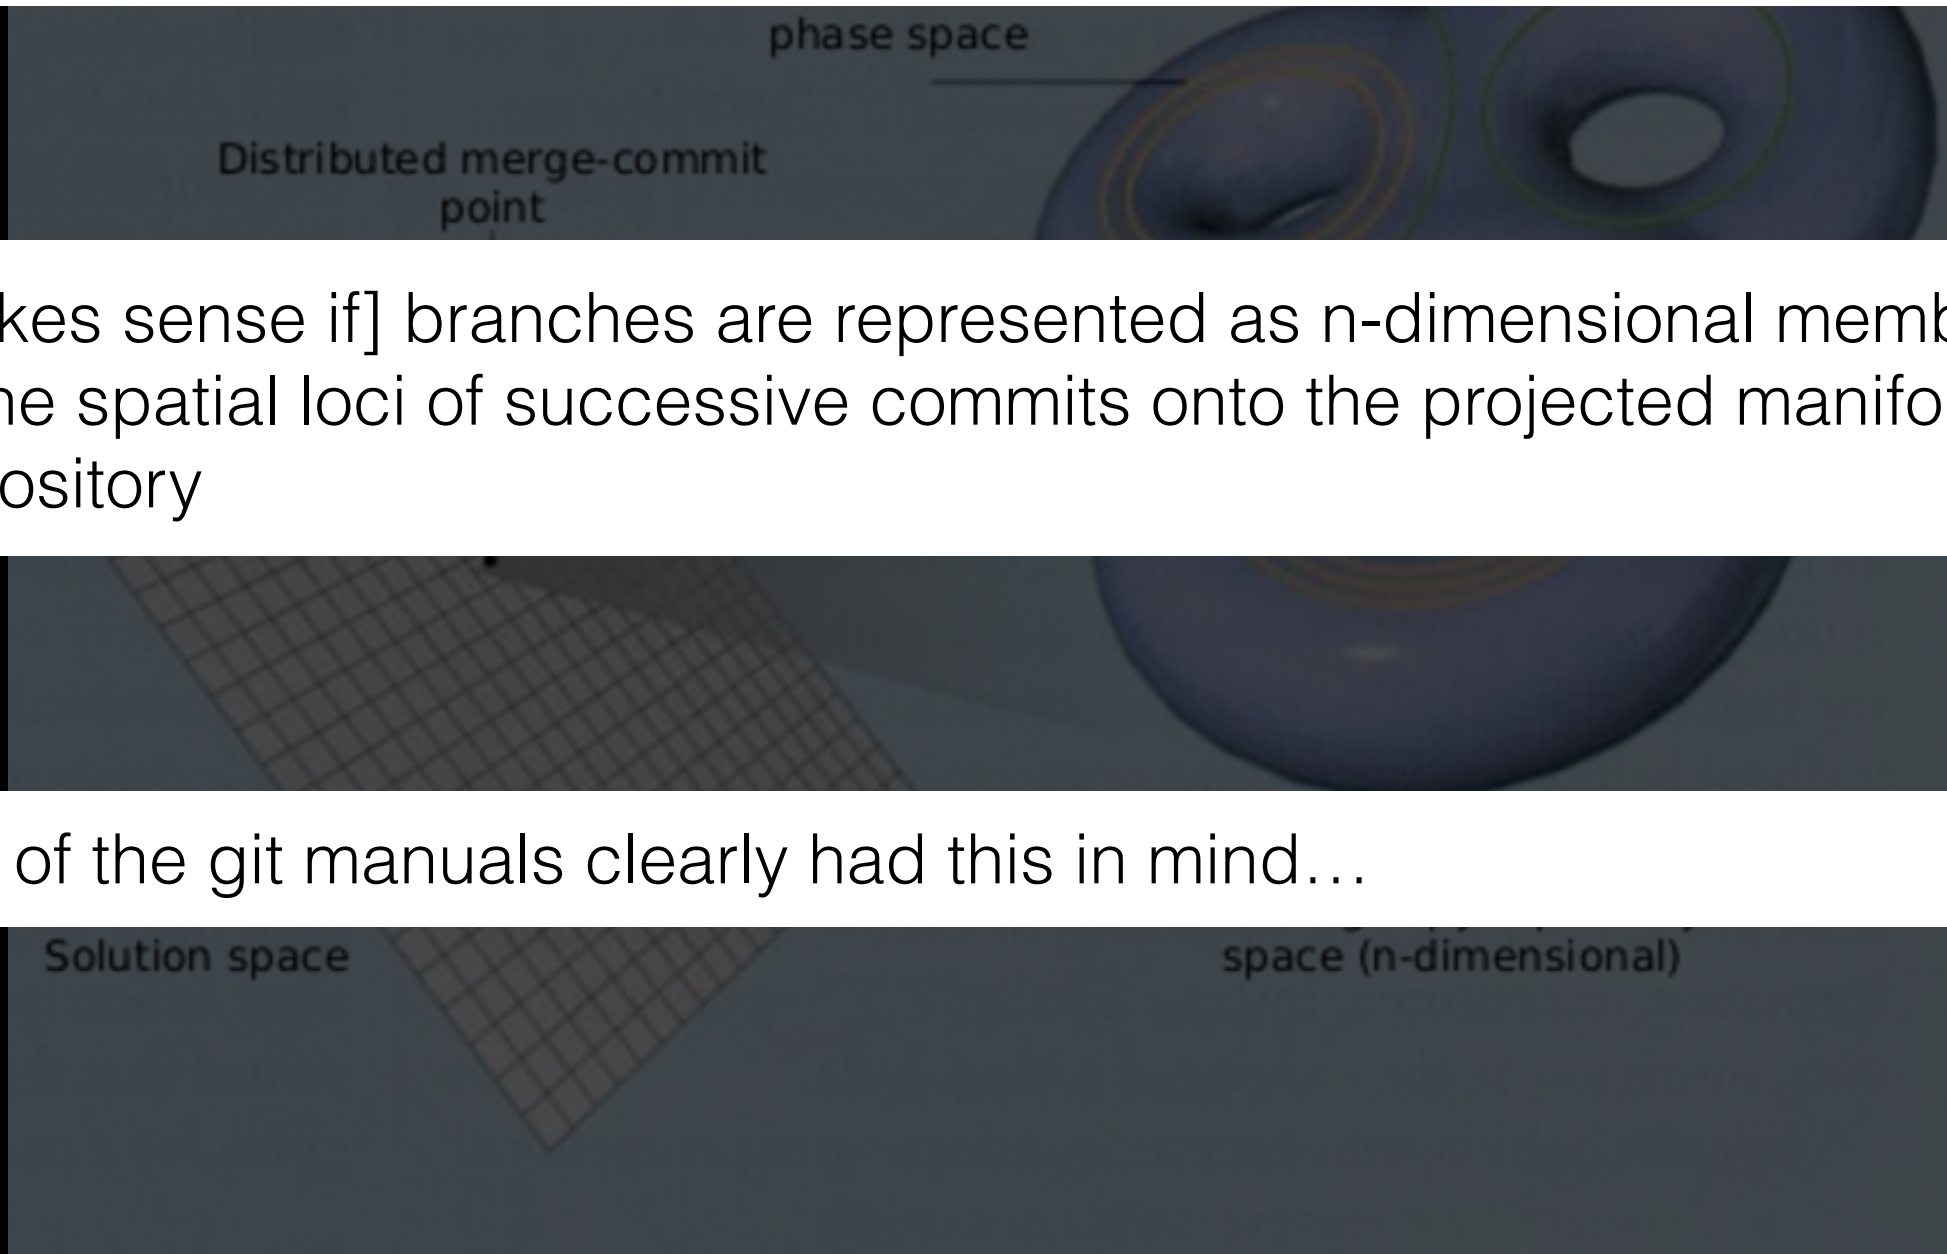 phase space
Distributed merge-commit
point
kes sense if] branches are represented as n-dimensional memb
ne spatial loci of successive commits onto the projected manifo
ository
of the git manuals clearly had this in mind…
Solution space
space (n-dimensional)